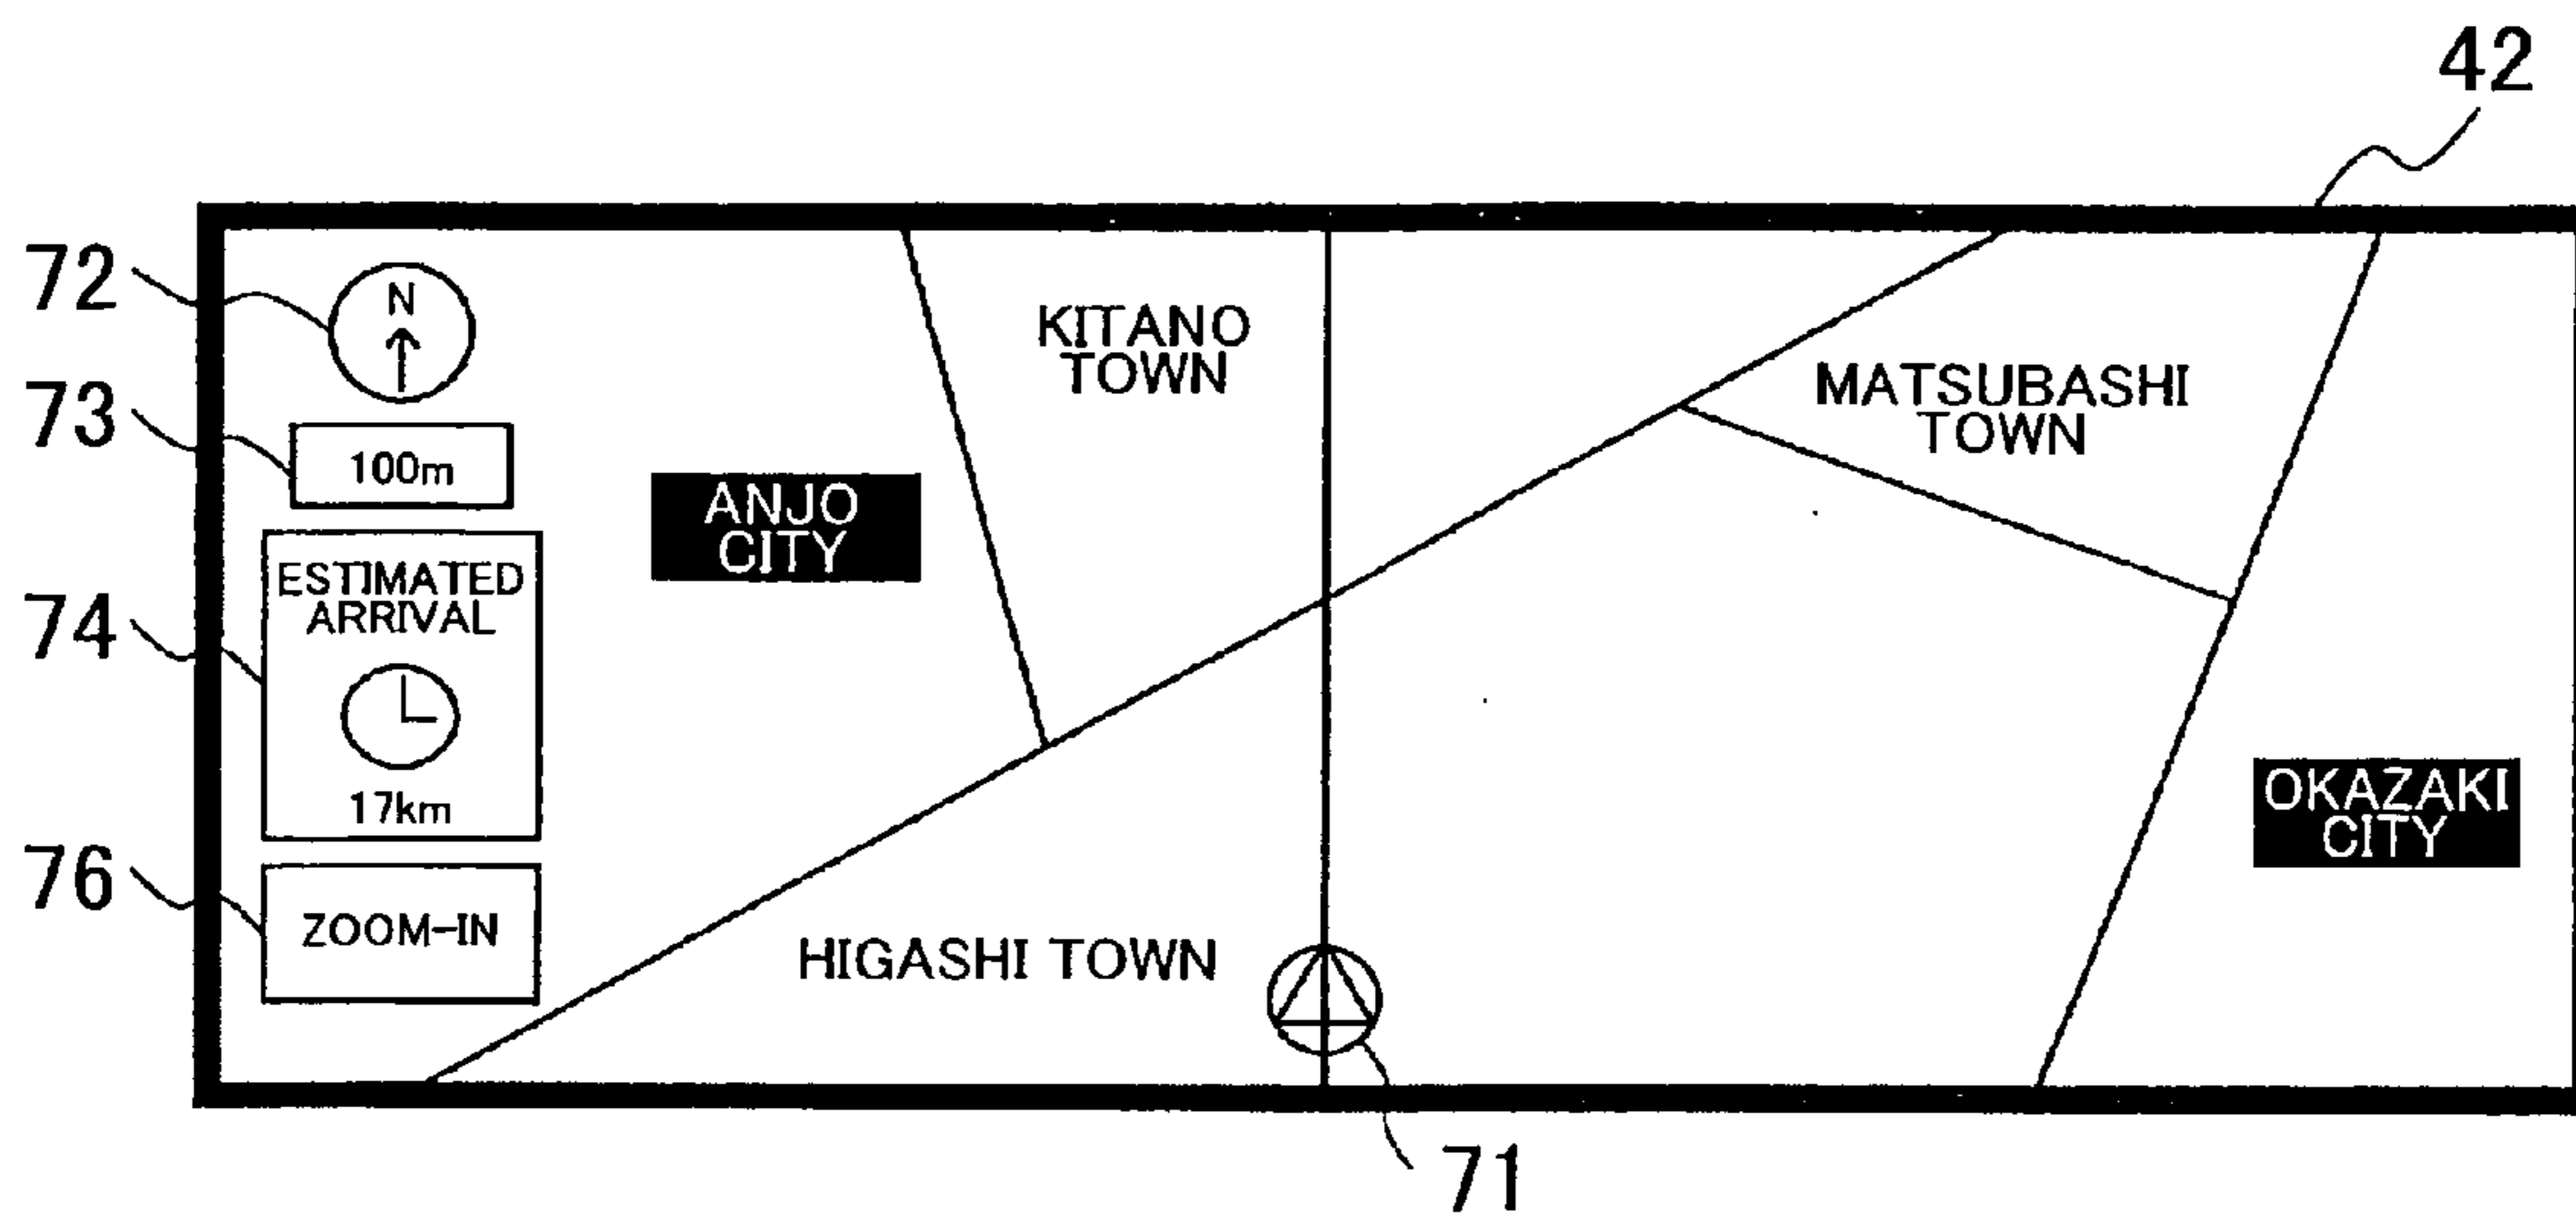 42
72
N
73
100m
74
ESTIMATED
ARRIVAL
17km
76
ZOOM-IN
KITANO
TOWN
ANJO
CITY
MATSUBASHI
TOWN
OKAZAKI
CITY
HIGASHI TOWN
71